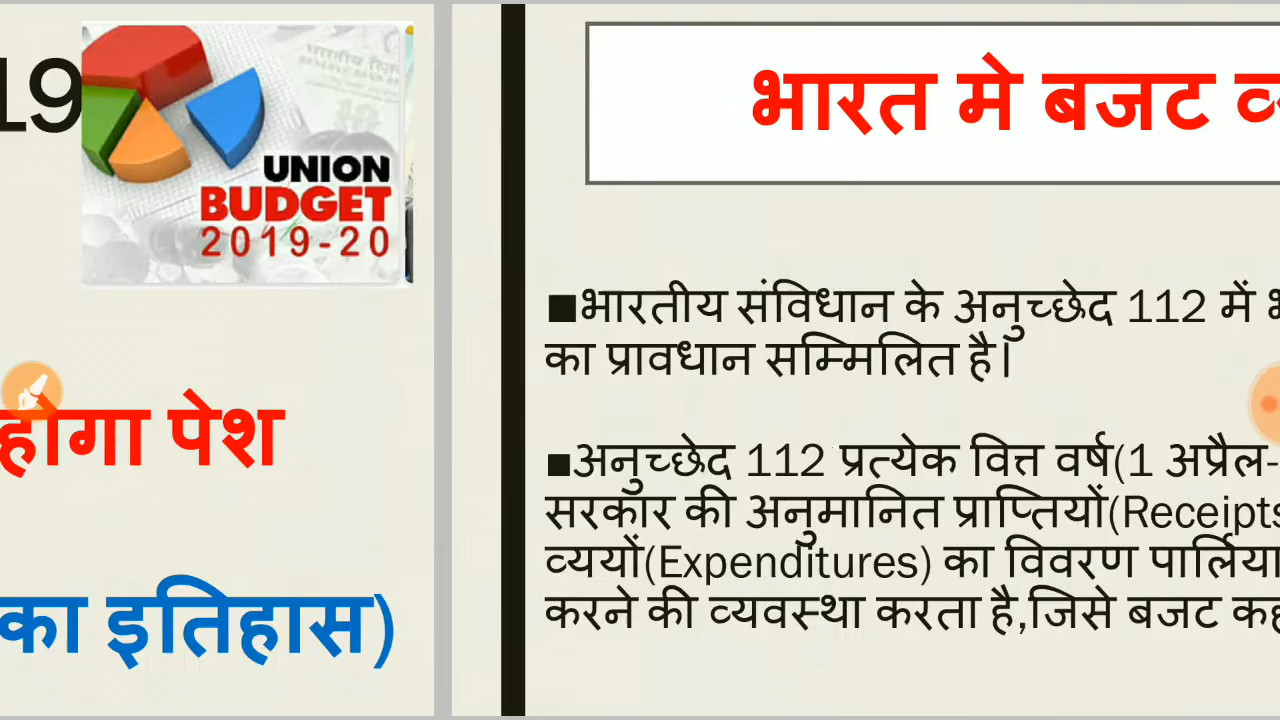 19
UNION
BUDGET
2019-20
होगा पेश
का इतिहास)
भारत मे बजट
■भारतीय संविधान के अनुच्छेद 112 में
का प्रावधान सम्मिलित है।
■अनुच्छेद 112 प्रत्येक वित्त वर्ष(1 अप्रैल-
सरकार की अनुमानित प्राप्तियों(Receipts
व्ययों(Expenditures) का विवरण
करने की व्यवस्था करता है,जिसे बजट